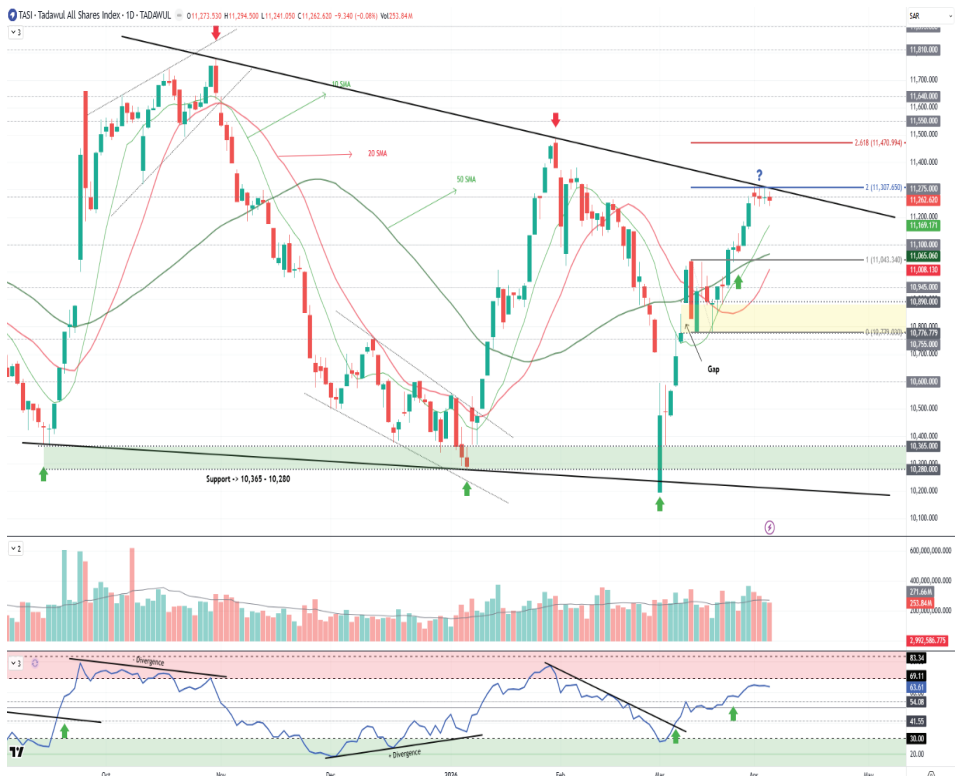 TASI · Tadawul All Shares Index · 1D · TADAWUL O11,273.530 H11,294.500 L11,241.050 C11,262.620 -9.340 (-0.08%) Vol253.84M
SAR
3
11,810.000
11,700.000
11,640.000
11,600.000
11,550.000
11,500.000
11,400.000
11,275.000
11,262.620
11,200.000
11,169.171
11,100.000
11,065.060
11,008.130
10,945.000
10,890.000
10,800.000
10,776.779
10,755.000
10,700.000
10,600.000
10,500.000
10,400.000
10,365.000
10,280.000
10,200.000
10,100.000
10 SMA
20 SMA
50 SMA
2.618 (11,470.994)
?
2 (11,307.650)
1 (11,043.340)
0 (10,779.030)
Gap
Support -> 10,365 - 10,280
2
600,000,000.000
400,000,000.000
271.66M
251.84M
200,000,000.000
2,992,586.775
3
- Divergence
+ Divergence
83.34
69.11
63.61
54.08
41.55
30.00
20.00
Oct
Nov
Dec
2026
Feb
Mar
Apr
May